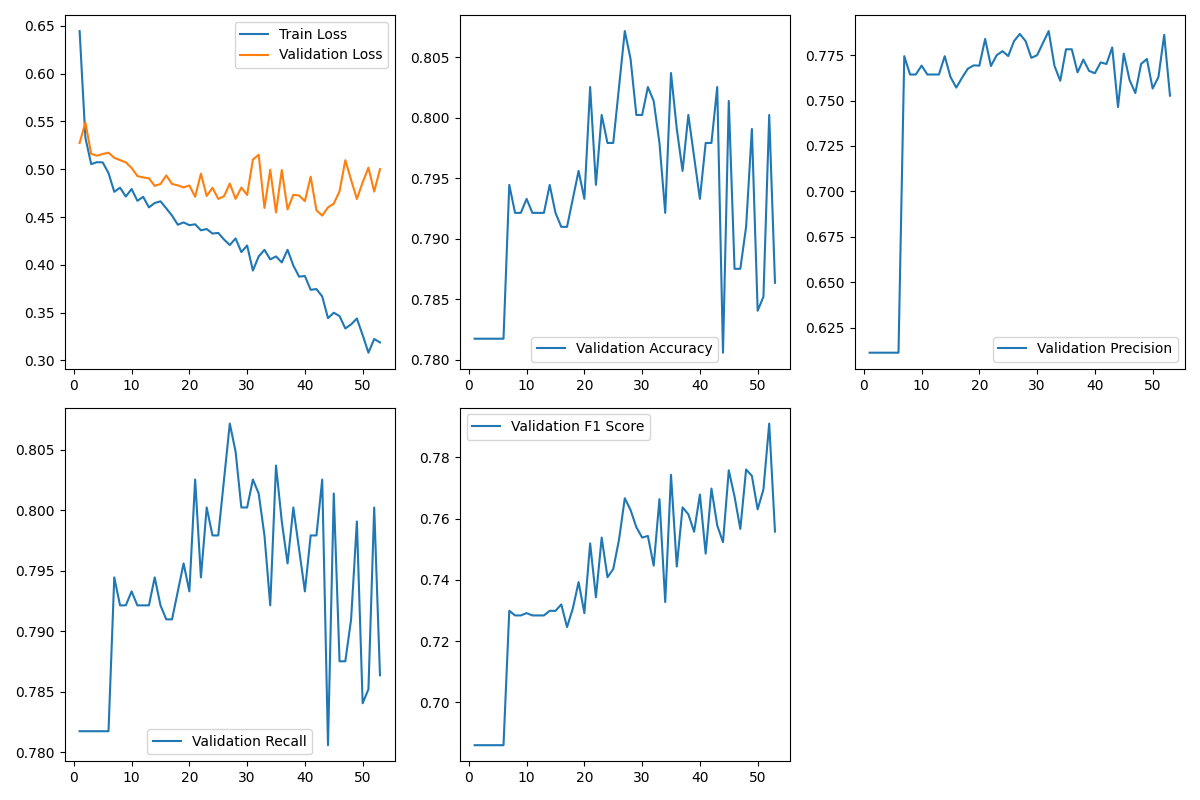 0.65
0.60
0.55
0.50
0.45
0.40
0.35
0.30
0 10 20 30 40 50
Train Loss
Validation Loss
0.805
0.800
0.795
0.790
0.785
0.780
0 10 20 30 40 50
Validation Accuracy
0.775
0.750
0.725
0.700
0.675
0.650
0.625
0 10 20 30 40 50
Validation Precision
0.805
0.800
0.795
0.790
0.785
0.780
0 10 20 30 40 50
Validation Recall
0.78
0.76
0.74
0.72
0.70
0 10 20 30 40 50
Validation F1 Score